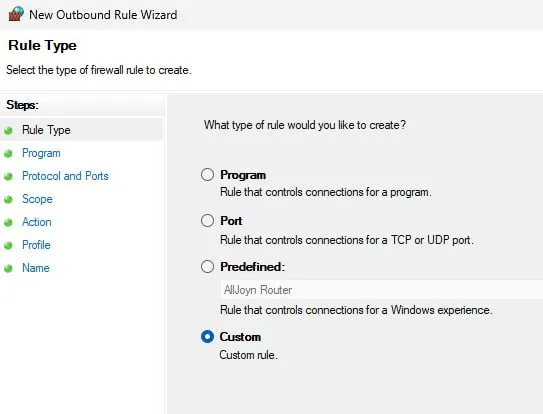 New Outbound Rule Wizard
Rule Type
Select the type of firewall rule to create.
Steps:
Rule Type
Program
Protocol and Ports
Scope
Action
Profile
Name
What type of rule would you like to create?
Program
Rule that controls connections for a program.
Port
Rule that controls connections for a TCP or UDP port.
Predefined:
AllJoyn Router
Rule that controls connections for a Windows experience.
Custom
Custom rule.